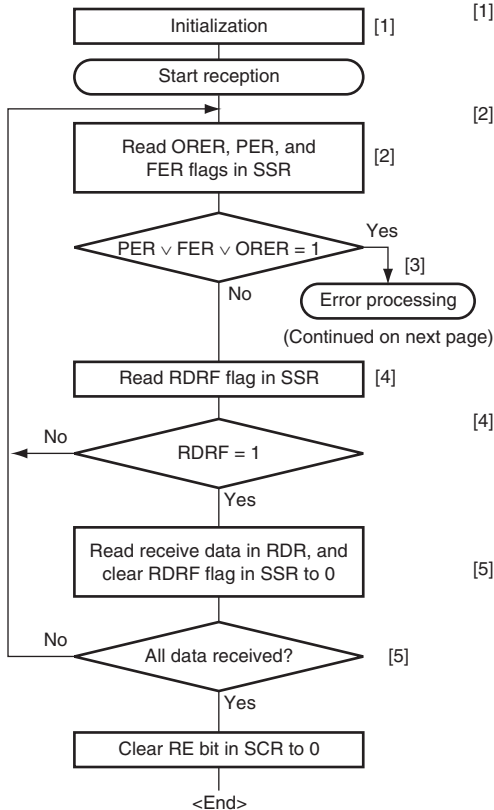 Initialization [1]
Start reception
Read ORER, PER, and
FER flags in SSR
[2]
PER ∨ FER ∨ ORER = 1
Yes
No
[3]
Error processing
(Continued on next page)
Read RDRF flag in SSR [4]
RDRF = 1
No
Yes
Read receive data in RDR, and
clear RDRF flag in SSR to 0
All data received? [5]
No
Yes
Clear RE bit in SCR to 0
<End>
[1]
[2]
[4]
[5]